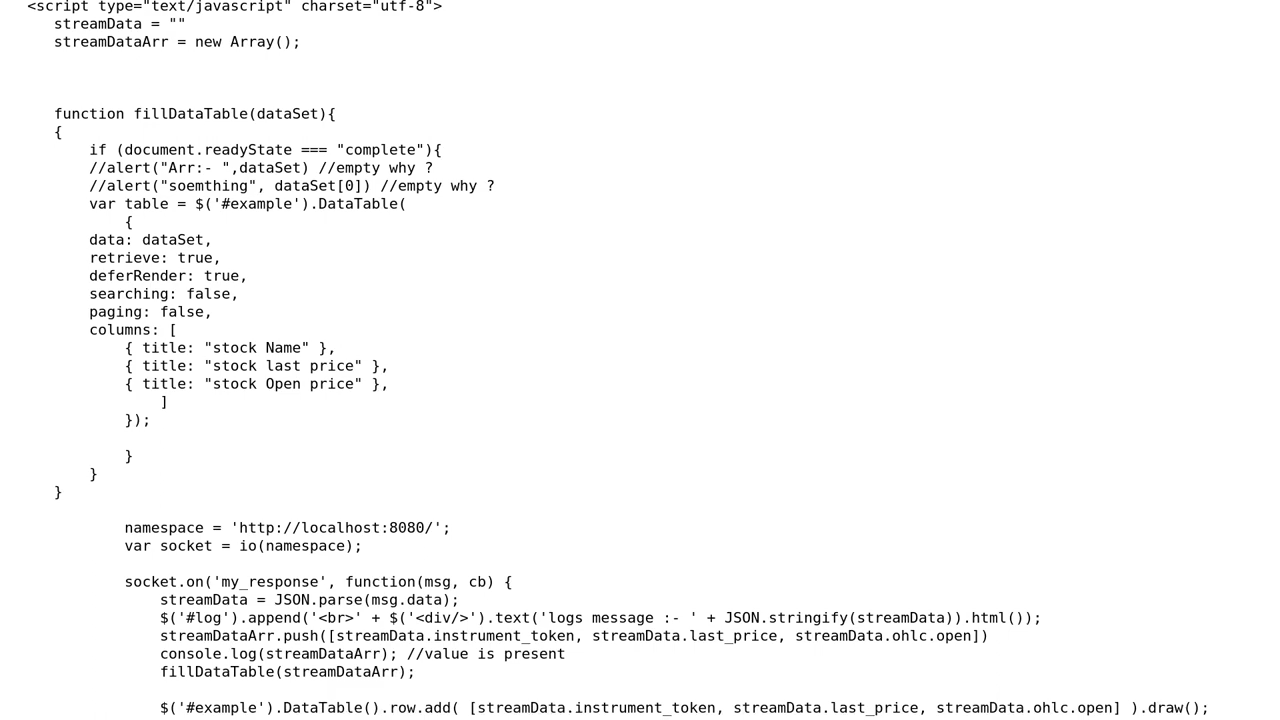 <script type="text/javascript" charset="utf-8">
streamData = ""
streamDataArr = new Array();
function fillDataTable(dataSet){
{
if (document.readyState === "complete"){
//alert("Arr:- ",dataSet) //empty why ?
//alert("soemthing", dataSet[0]) //empty why ?
var table = $('#example').DataTable(
{
data: dataSet,
retrieve: true,
deferRender: true,
searching: false,
paging: false,
columns: [
{ title: "stock Name" },
{ title: "stock last price" },
{ title: "stock Open price" },
]
});
}
}
}
namespace = 'http://localhost:8080/';
var socket = io(namespace);
socket.on('my_response', function(msg, cb) {
streamData = JSON.parse(msg.data);
$('#log').append('<br>' + $('<div/>').text('logs message :- ' + JSON.stringify(streamData)).html());
streamDataArr.push([streamData.instrument_token, streamData.last_price, streamData.ohlc.open])
console.log(streamDataArr); //value is present
fillDataTable(streamDataArr);
$('#example').DataTable().row.add( [streamData.instrument_token, streamData.last_price, streamData.ohlc.open] ).draw();